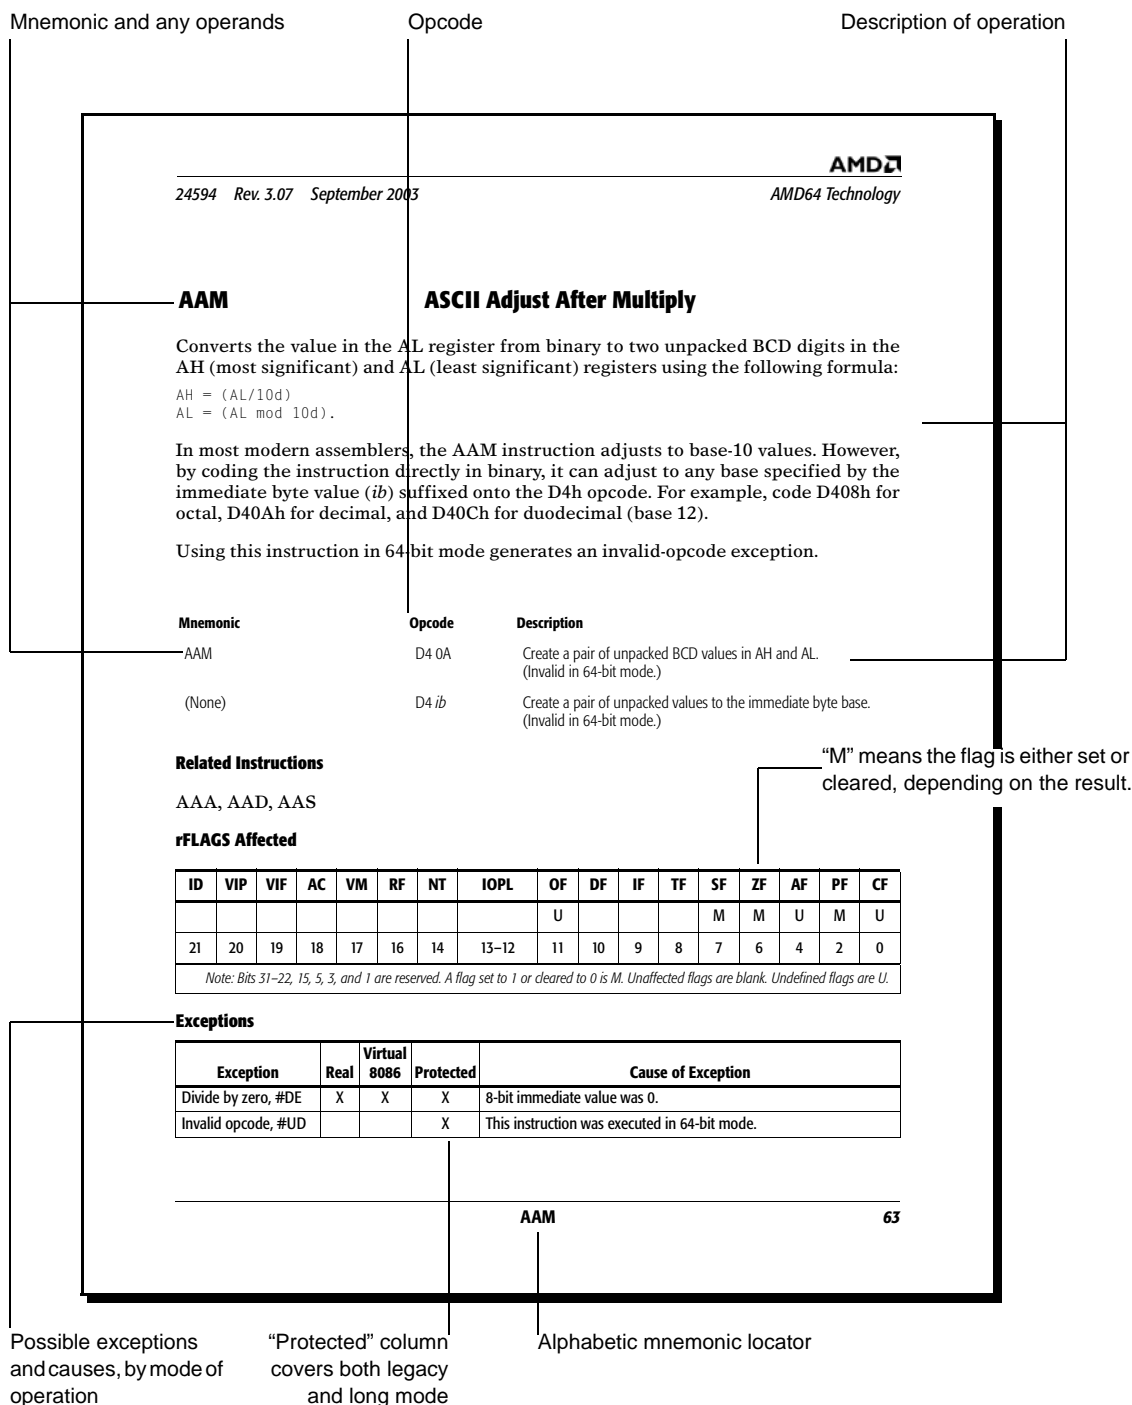 Mnemonic and any operands Opcode Description of operation
AMD
24594 Rev. 3.07 September 2003 AMD64 Technology
AAM ASCII Adjust After Multiply
Converts the value in the AL register from binary to two unpacked BCD digits in the
AH (most significant) and AL (least significant) registers using the following formula:
AH = (AL/10d)
AL = (AL mod 10d).
In most modern assemblers, the AAM instruction adjusts to base-10 values. However,
by coding the instruction directly in binary, it can adjust to any base specified by the
immediate byte value (ib) suffixed onto the D4h opcode. For example, code D408h for
octal, D40Ah for decimal, and D40Ch for duodecimal (base 12).
Using this instruction in 64-bit mode generates an invalid-opcode exception.
Mnemonic Opcode Description
AAM D4 0A Create a pair of unpacked BCD values in AH and AL.
(Invalid in 64-bit mode.)
(None) D4 ib Create a pair of unpacked values to the immediate byte base.
(Invalid in 64-bit mode.)
“M” means the flag is either set or
cleared, depending on the result.
Related Instructions
AAA, AAD, AAS
rFLAGS Affected
ID VIP VIF AC VM RF NT IOPL OF DF IF TF SF ZF AF PF CF
U M M U M U
21 20 19 18 17 16 14 13–12 11 10 9 8 7 6 4 2 0
Note: Bits 31–22, 15, 5, 3, and 1 are reserved. A flag set to 1 or cleared to 0 is M. Unaffected flags are blank. Undefined flags are U.
Exceptions
Exception Real Virtual 8086 Protected Cause of Exception
Divide by zero, #DE X X X 8-bit immediate value was 0.
Invalid opcode, #UD X This instruction was executed in 64-bit mode.
AAM 63
Possible exceptions
and causes, by mode of
operation
“Protected” column
covers both legacy
and long mode
Alphabetic mnemonic locator